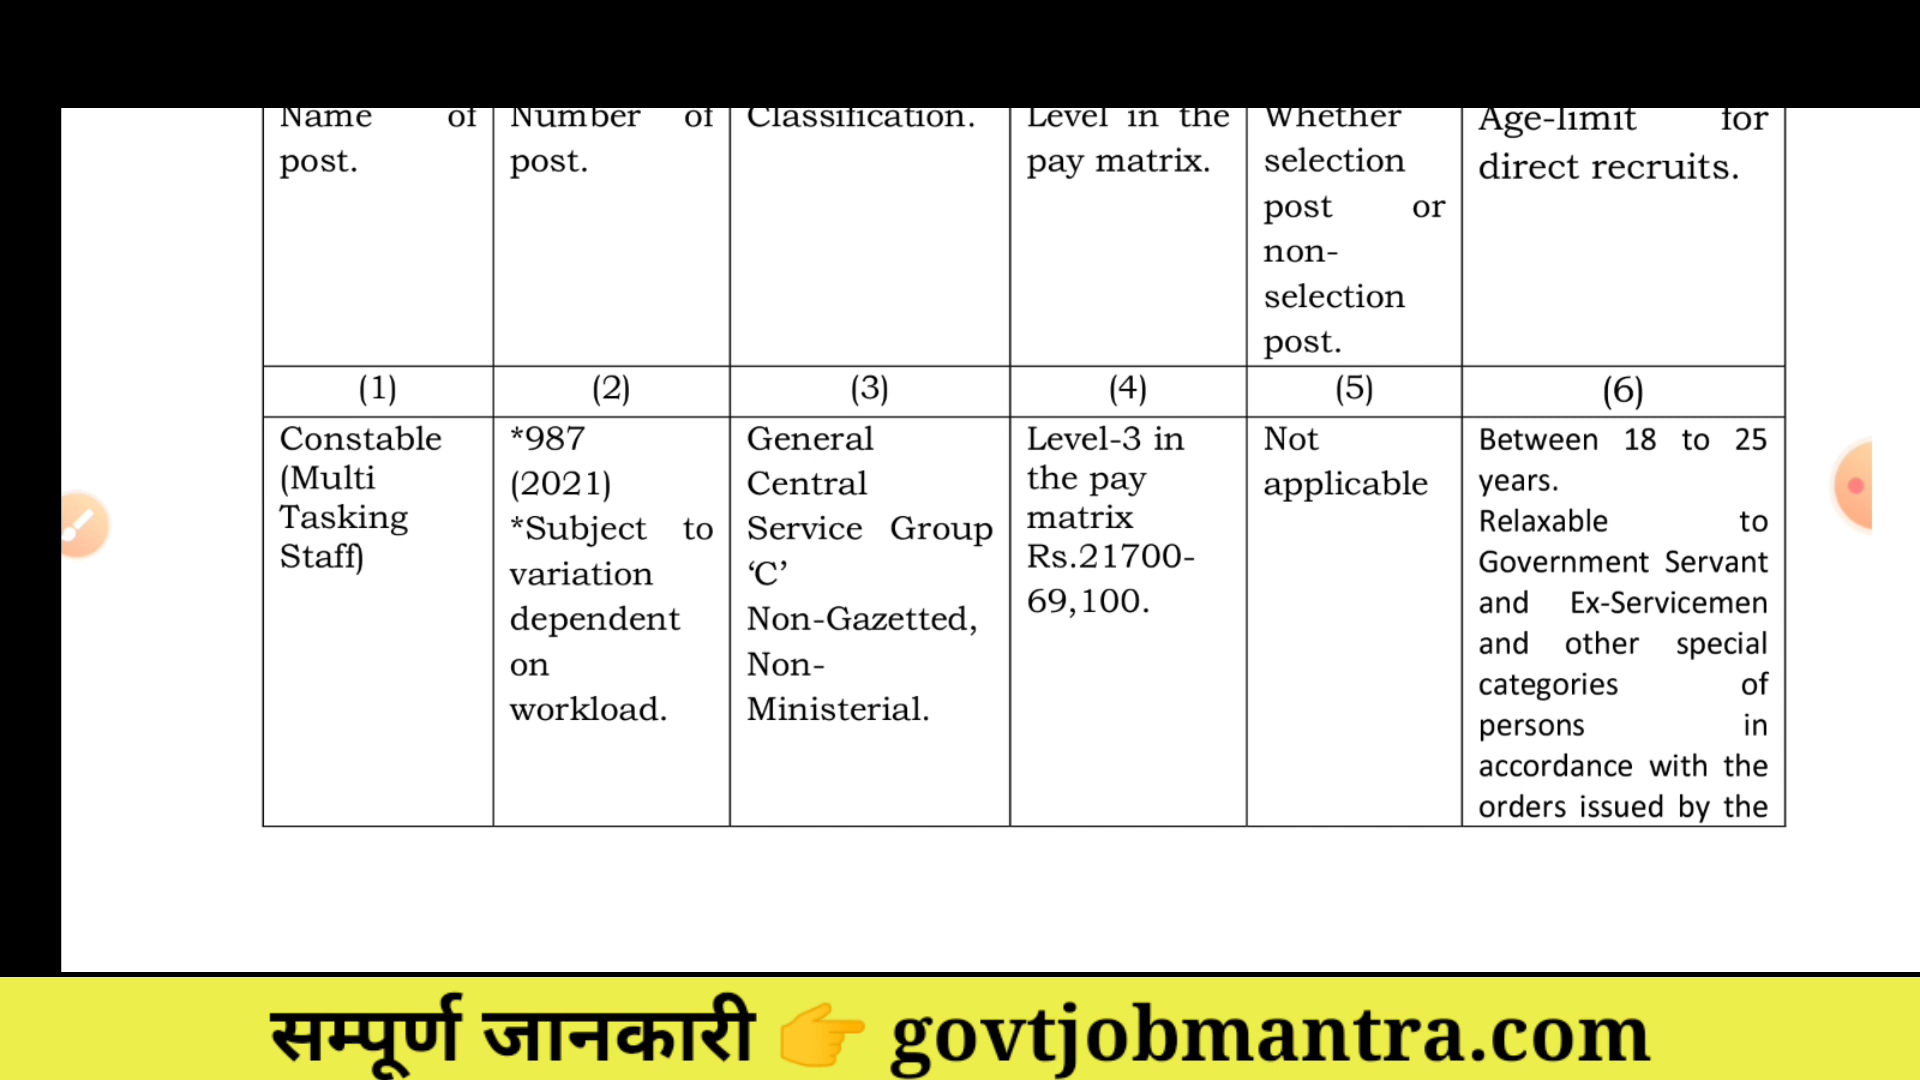 Name of
post.
Number of
post.
Classification.
Level in the
pay matrix.
Whether
selection
post or
non-
selection
post.
Age-limit for
direct recruits.
(1)
(2)
(3)
(4)
(5)
(6)
Constable
(Multi
Tasking
Staff)
*987
(2021)
*Subject to
variation
dependent
on
workload.
General
Central
Service Group
‘C’
Non-Gazetted,
Non-
Ministerial.
Level-3 in
the pay
matrix
Rs.21700-
69,100.
Not
applicable
Between 18 to 25
years.
Relaxable to
Government Servant
and Ex-Servicemen
and other special
categories of
persons in
accordance with the
orders issued by the
सम्पूर्ण जानकारी 👉 govtjobmantra.com